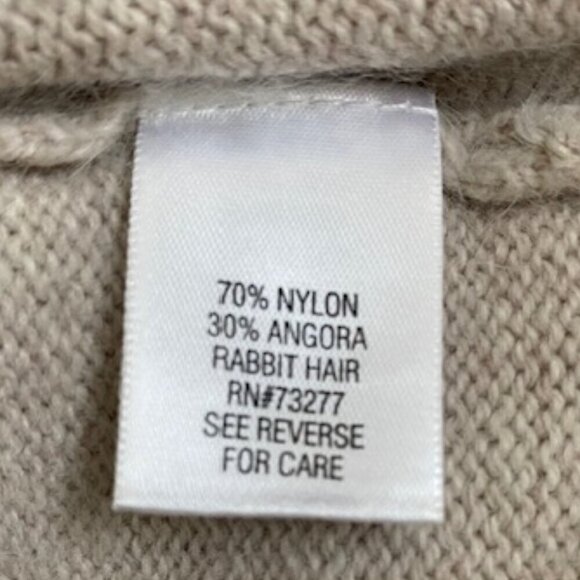 70% NYLON
30% ANGORA
RABBIT HAIR
RN#73277
SEE REVERSE
FOR CARE